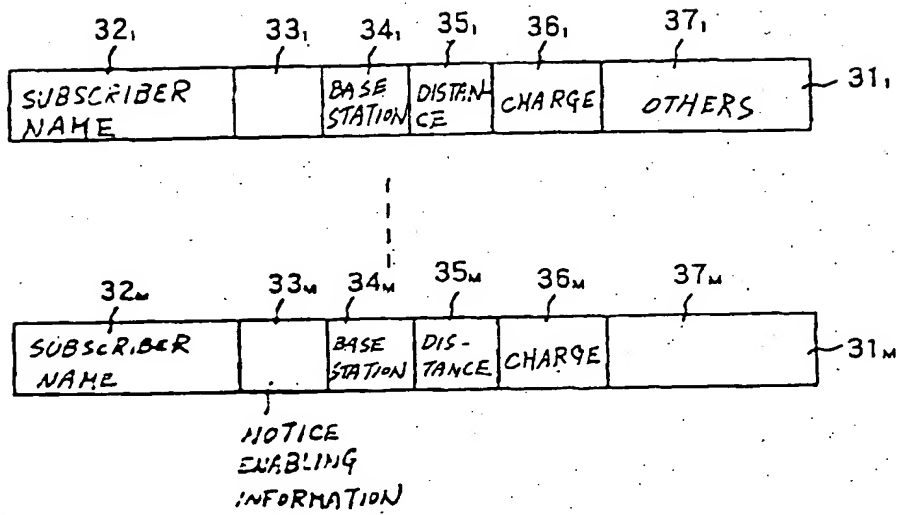 32₁ 33₁ 34₁ 35₁ 36₁ 37₁
SUBSCRIBER NAME
BASE STATION
DISTAN-CE
CHARGE
OTHERS
31₁
32ₘ 33ₘ 34ₘ 35ₘ 36ₘ 37ₘ
SUBSCRIBER NAME
BASE STATION
DIS-TANCE
CHARGE
31ₘ
NOTICE
ENABLING
INFORMATION